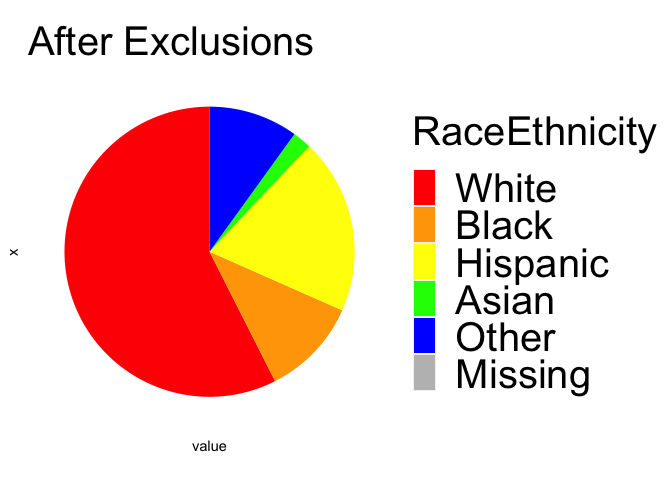 After Exclusions
x
value
RaceEthnicity
White
Black
Hispanic
Asian
Other
Missing